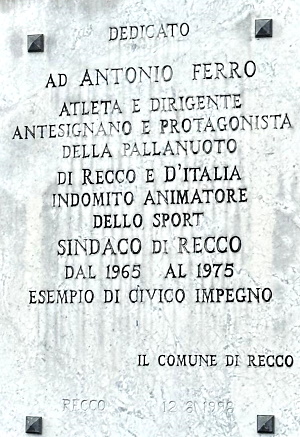 DEDICATO
AD ANTONIO FERRO
ATLETA E DIRIGENTE
ANTESIGNANO E PROTAGONISTA
DELLA PALLANUOTO
DI RECCO E D'ITALIA
INDOMITO ANIMATORE
DELLO SPORT
SINDACO DI RECCO
DAL 1965 AL 1975
ESEMPIO DI CIVICO IMPEGNO
IL COMUNE DI RECCO
RECCO